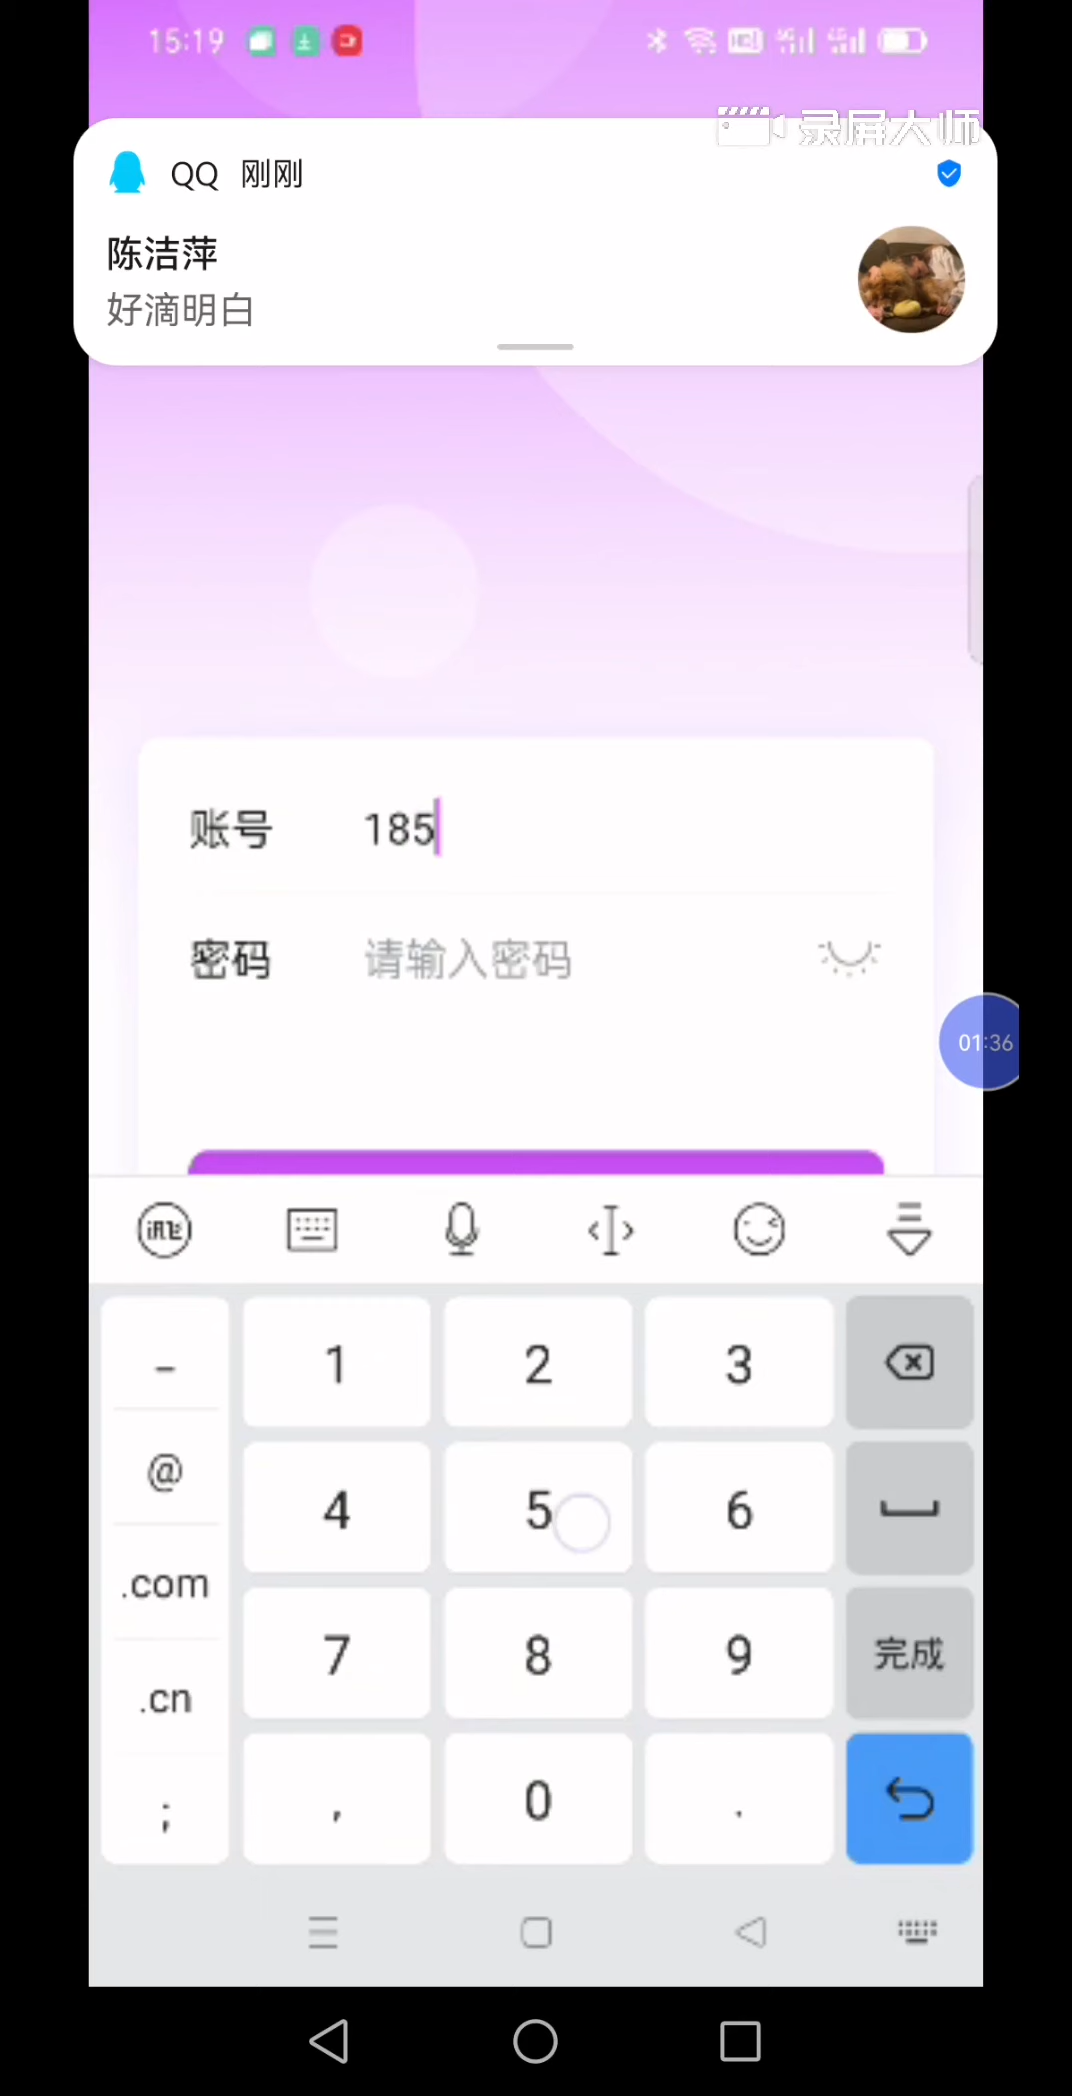 15:19
录屏大师
QQ 刚刚
陈洁萍
好滴明白
账号 185
密码 请输入密码
01:36
讯飞
- 1 2 3
@ 4 5 6
.com 7 8 9 完成
.cn
; , 0 .